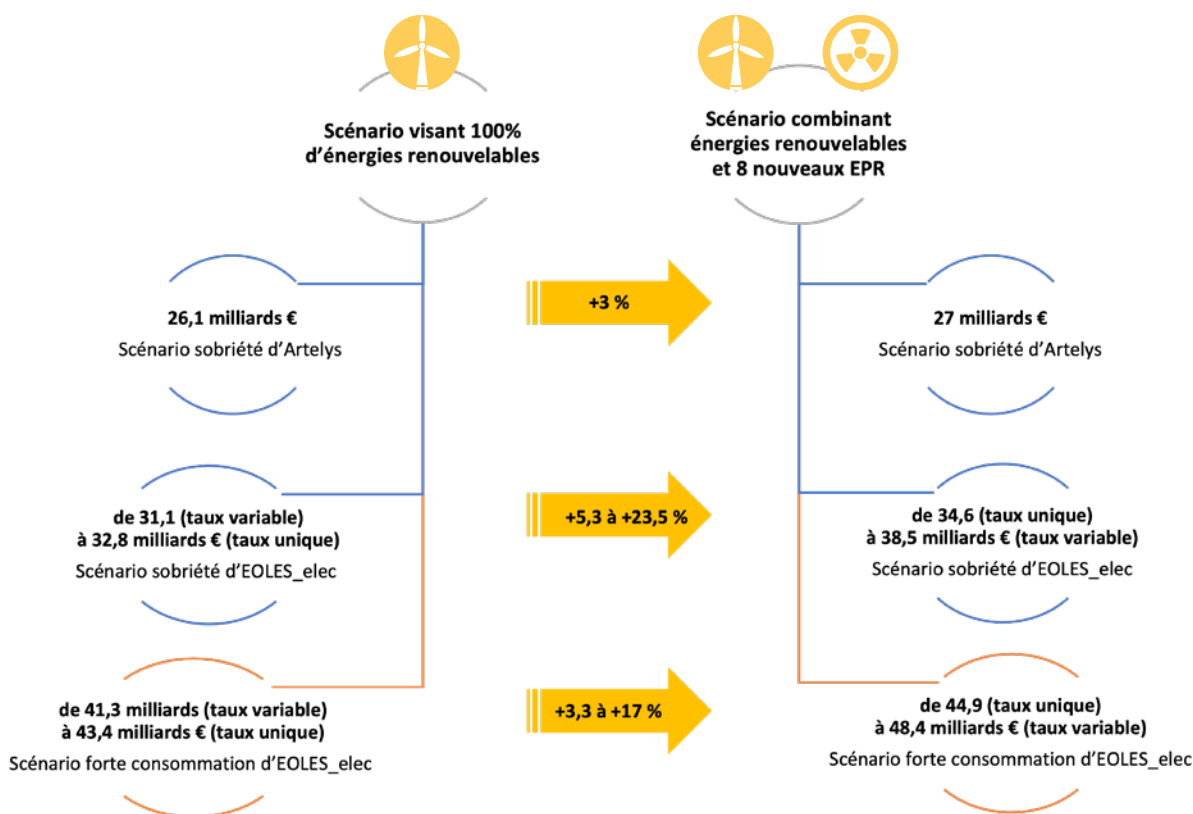 Scénario visant 100%
d’énergies renouvelables
Scénario combinant
énergies renouvelables
et 8 nouveaux EPR
26,1 milliards €
Scénario sobriété d’Artelys
+3 %
27 milliards €
Scénario sobriété d’Artelys
de 31,1 (taux variable)
à 32,8 milliards € (taux unique)
Scénario sobriété d’EOLES_elec
+5,3 à +23,5 %
de 34,6 (taux unique)
à 38,5 milliards € (taux variable)
Scénario sobriété d’EOLES_elec
de 41,3 milliards (taux variable)
à 43,4 milliards € (taux unique)
Scénario forte consommation d’EOLES_elec
+3,3 à +17 %
de 44,9 (taux unique)
à 48,4 milliards € (taux variable)
Scénario forte consommation d’EOLES_elec